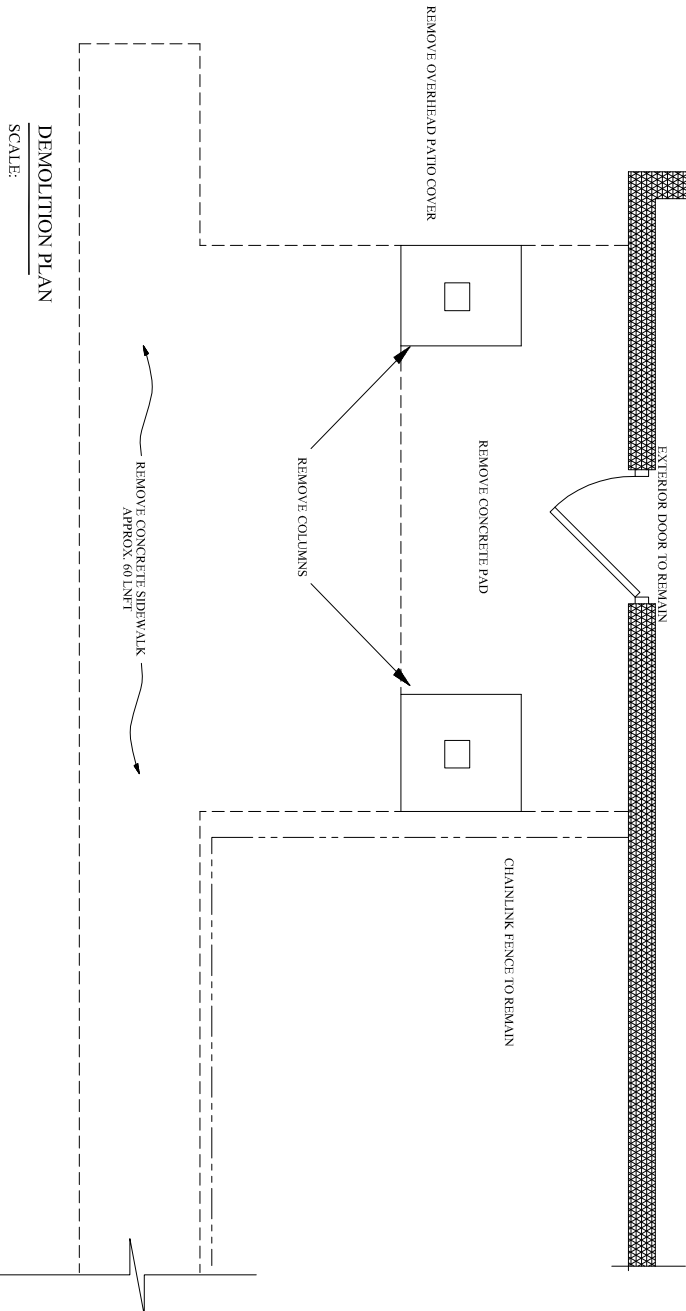 EXTERIOR DOOR TO REMAIN
REMOVE OVERHEAD PATIO COVER
REMOVE CONCRETE PAD
CHAINLINK FENCE TO REMAIN
REMOVE COLUMNS
REMOVE CONCRETE SIDEWALK
APPROX. 60 LNFT
DEMOLITION PLAN
SCALE: